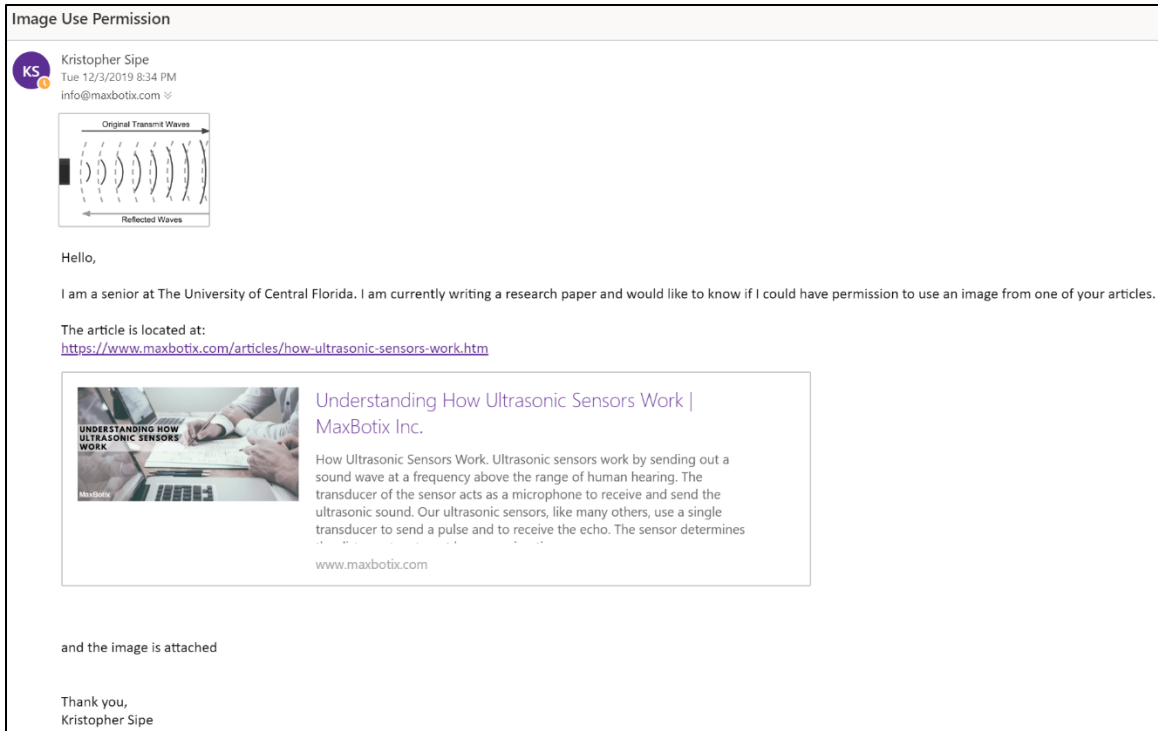 Image Use Permission
KS
Kristopher Sipe
Tue 12/3/2019 8:34 PM
info@maxbotix.com
Original Transmit Waves
Reflected Waves
Hello,
I am a senior at The University of Central Florida. I am currently writing a research paper and would like to know if I could have permission to use an image from one of your articles.
The article is located at:
https://www.maxbotix.com/articles/how-ultrasonic-sensors-work.htm
UNDERSTANDING HOW
ULTRASONIC SENSORS
WORK
MaxBotix
Understanding How Ultrasonic Sensors Work |
MaxBotix Inc.
How Ultrasonic Sensors Work. Ultrasonic sensors work by sending out a
sound wave at a frequency above the range of human hearing. The
transducer of the sensor acts as a microphone to receive and send the
ultrasonic sound. Our ultrasonic sensors, like many others, use a single
transducer to send a pulse and to receive the echo. The sensor determines
www.maxbotix.com
and the image is attached
Thank you,
Kristopher Sipe